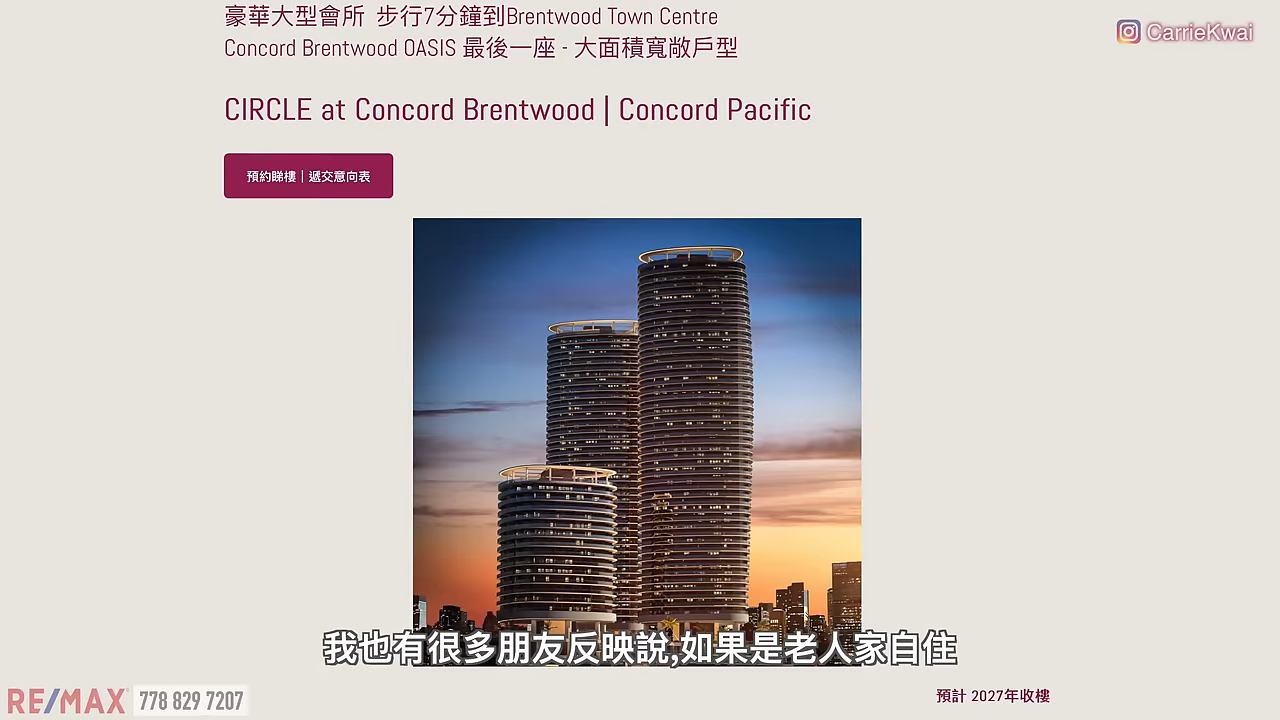 豪華大型會所 步行7分鐘到Brentwood Town Centre
Concord Brentwood OASIS 最後一座 - 大面積寬敞戶型
CarrieKwai
CIRCLE at Concord Brentwood | Concord Pacific
預約睇樓｜遞交意向表
我也有很多朋友反映說,如果是老人家自住
RE/MAX 778 829 7207
預計 2027年收樓